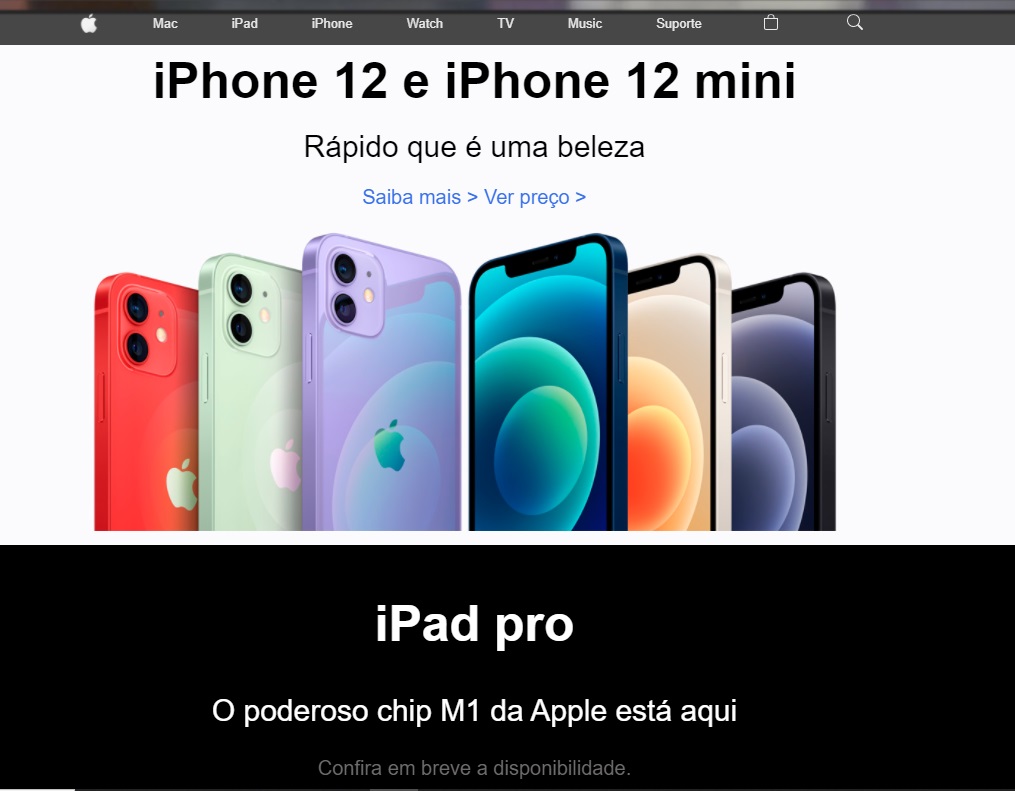 Mac iPad iPhone Watch TV Music Suporte
iPhone 12 e iPhone 12 mini
Rápido que é uma beleza
Saiba mais > Ver preço >
iPad pro
O poderoso chip M1 da Apple está aqui
Confira em breve a disponibilidade.